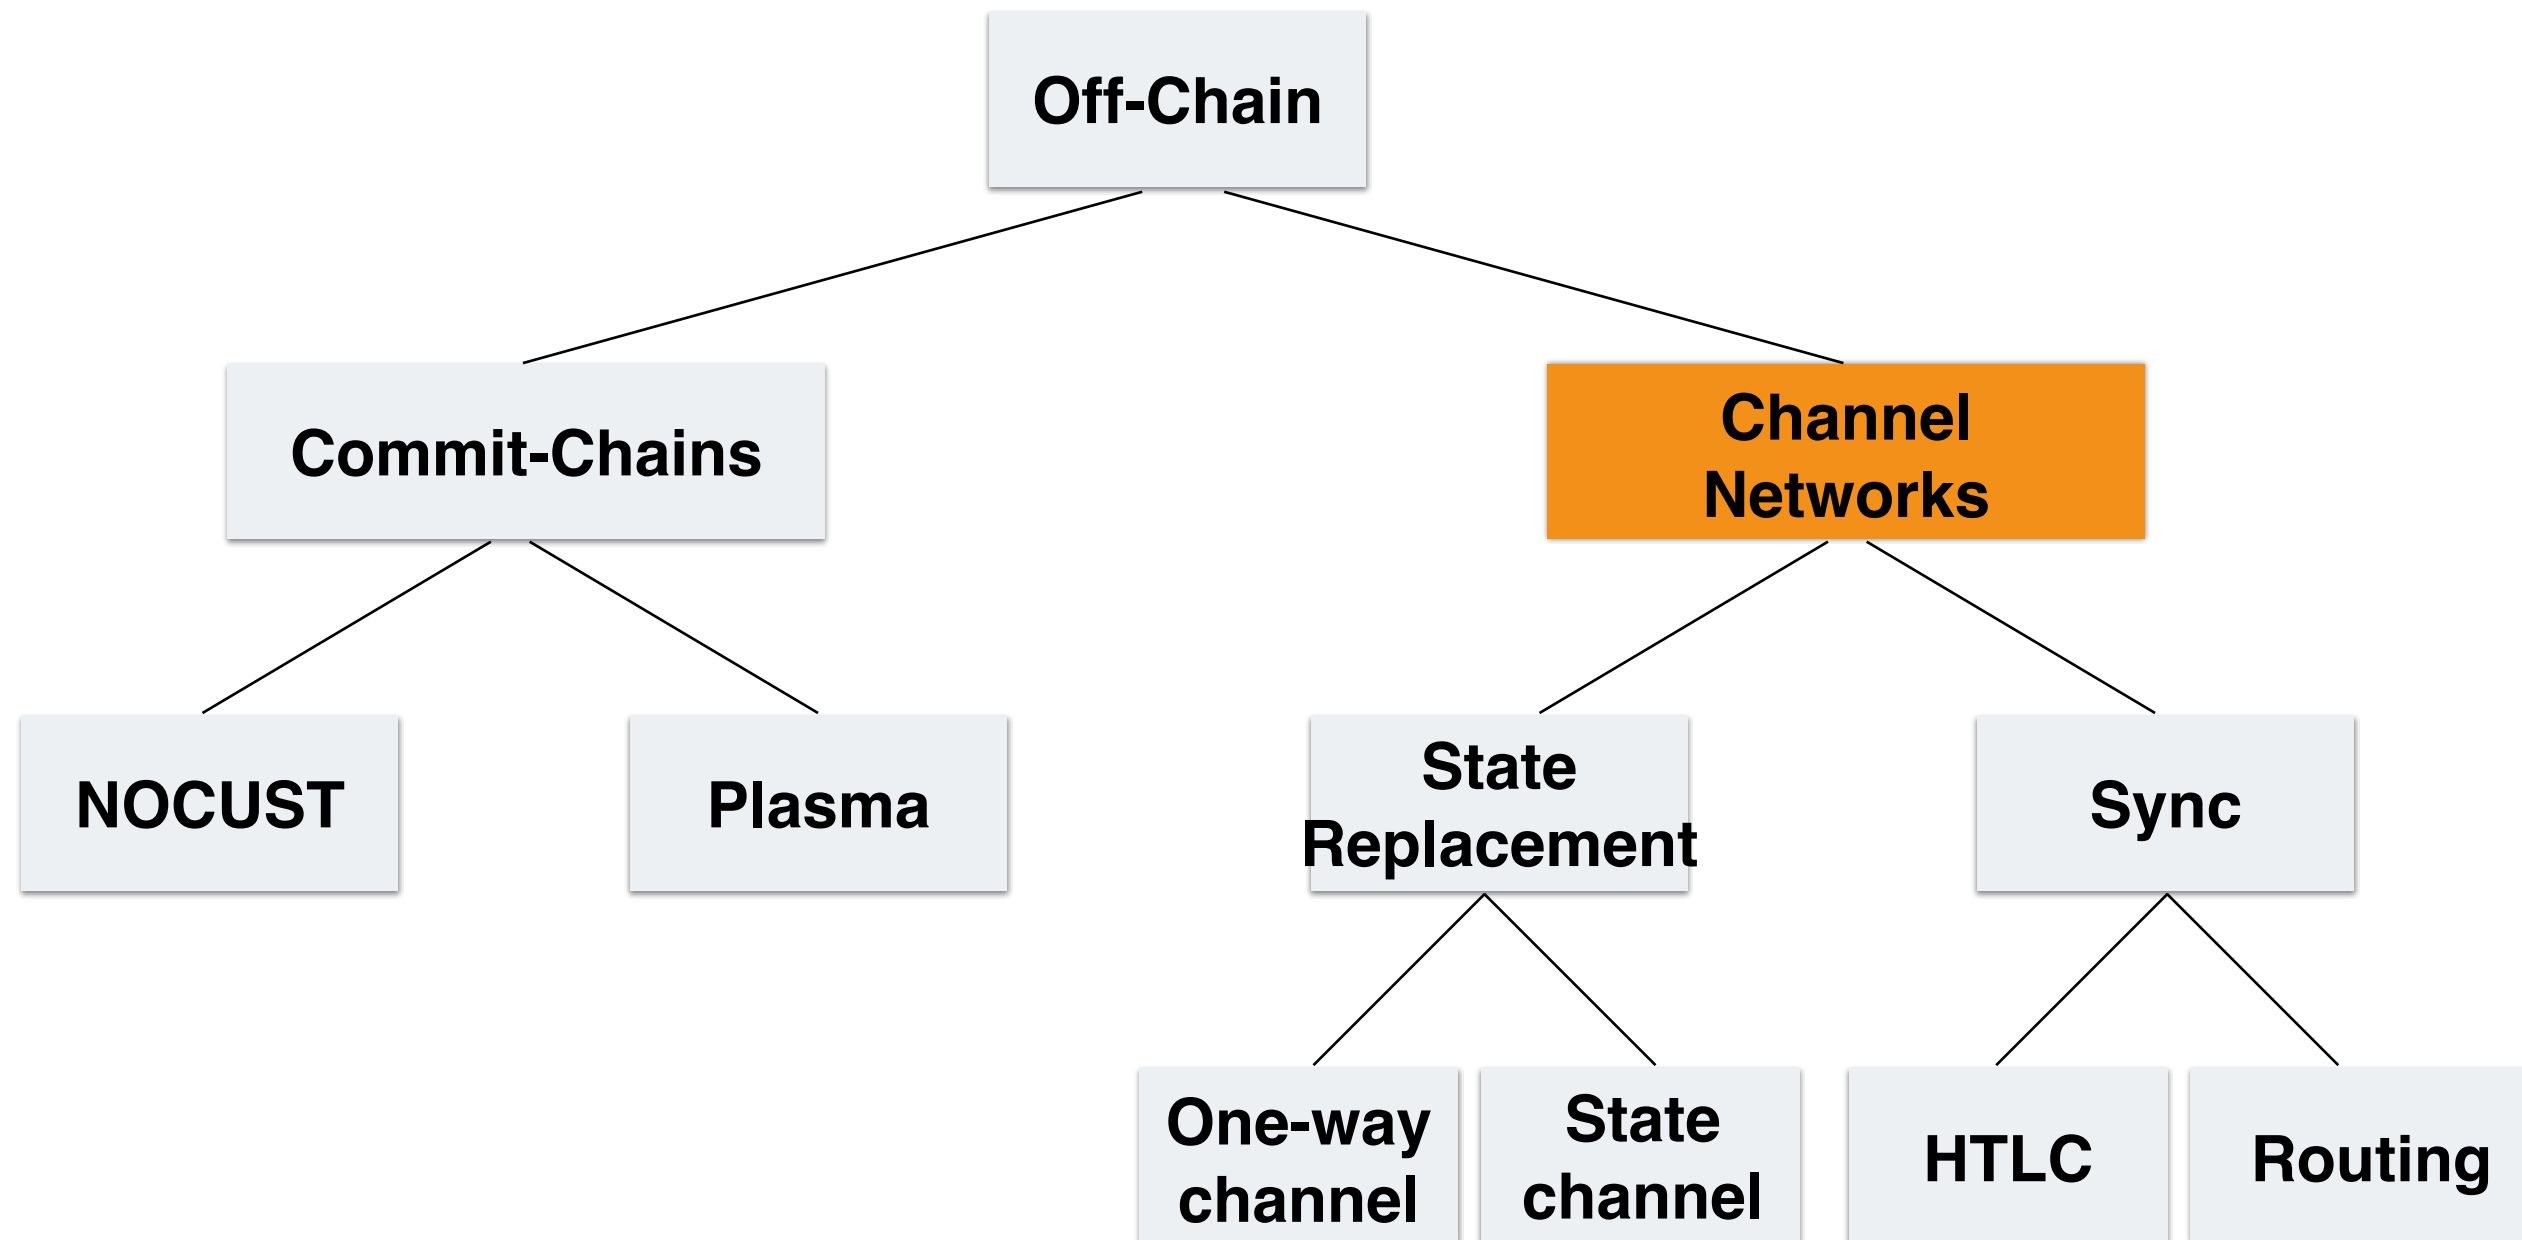 Off-Chain
Commit-Chains
Channel
Networks
NOCUST
Plasma
State
Replacement
Sync
One-way
channel
State
channel
HTLC
Routing